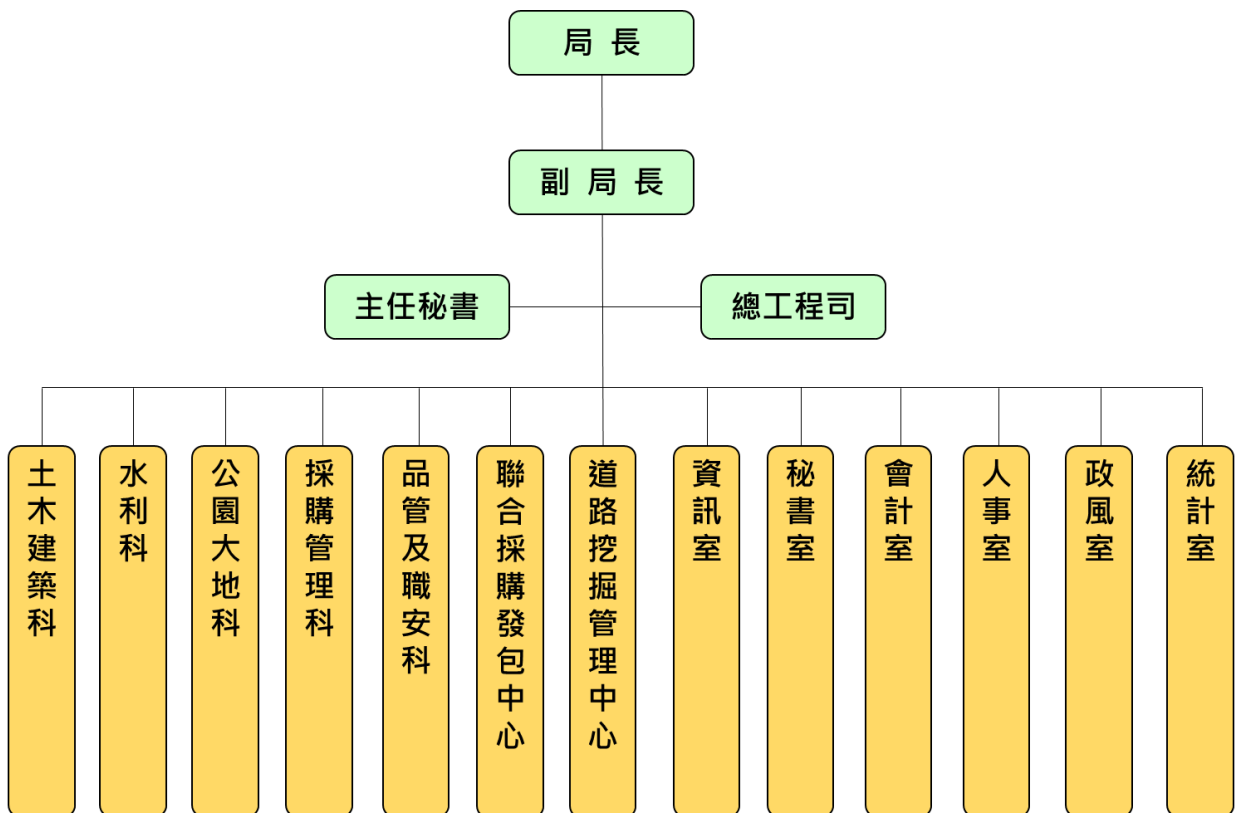 局長
副局長
主任秘書
總工程司
土木建築科
水利科
公園大地科
採購管理科
品管及職安科
聯合採購發包中心
道路挖掘管理中心
資訊室
秘書室
會計室
人事室
政風室
統計室